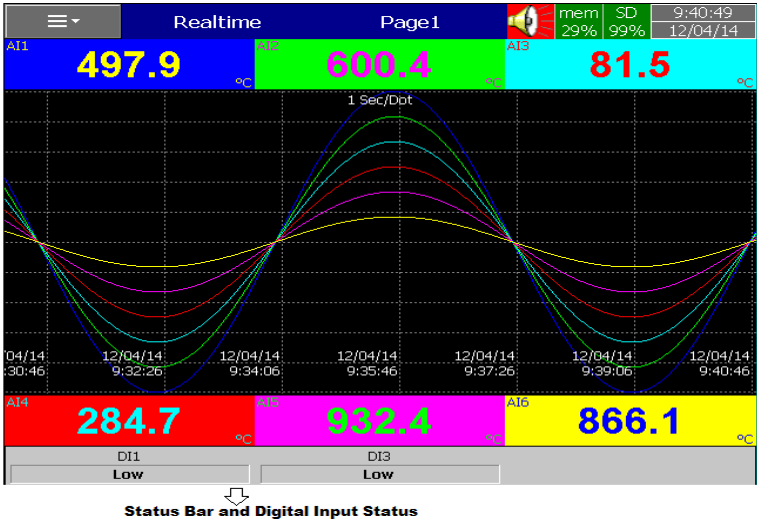 Realtime Page1 mem SD 9:40:49
29% 99% 12/04/14
AI1 AI2 AI3
497.9 °C 600.4 °C 81.5 °C
1 Sec/Dot
'04/14 12/04/14 12/04/14 12/04/14 12/04/14 12/04/14 12/04/14
:30:46 9:32:26 9:34:06 9:35:46 9:37:26 9:39:06 9:40:46
AI4 AI5 AI6
284.7 °C 932.4 °C 866.1 °C
DI1 DI3
Low Low
Status Bar and Digital Input Status